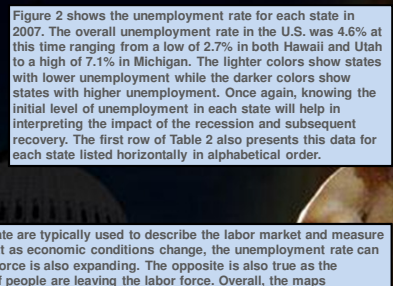 Figure 2 shows the unemployment rate for each state in
2007. The overall unemployment rate in the U.S. was 4.6% at
this time ranging from a low of 2.7% in both Hawaii and Utah
to a high of 7.1% in Michigan. The lighter colors show states
with lower unemployment while the darker colors show
states with higher unemployment. Once again, knowing the
initial level of unemployment in each state will help in
interpreting the impact of the recession and subsequent
recovery. The first row of Table 2 also presents this data for
each state listed horizontally in alphabetical order.
ate are typically used to describe the labor market and measure
t as economic conditions change, the unemployment rate can
orce is also expanding. The opposite is also true as the
f people are leaving the labor force. Overall, the maps